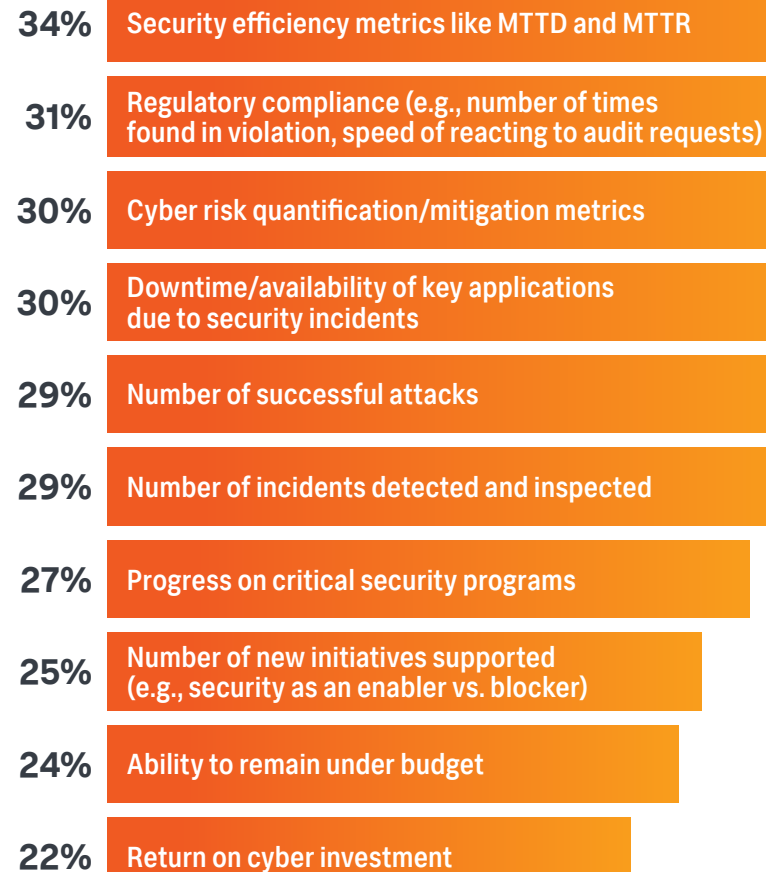 34% Security efficiency metrics like MTTD and MTTR
31% Regulatory compliance (e.g., number of times
found in violation, speed of reacting to audit requests)
30% Cyber risk quantification/mitigation metrics
30% Downtime/availability of key applications
due to security incidents
29% Number of successful attacks
29% Number of incidents detected and inspected
27% Progress on critical security programs
25% Number of new initiatives supported
(e.g., security as an enabler vs. blocker)
24% Ability to remain under budget
22% Return on cyber investment